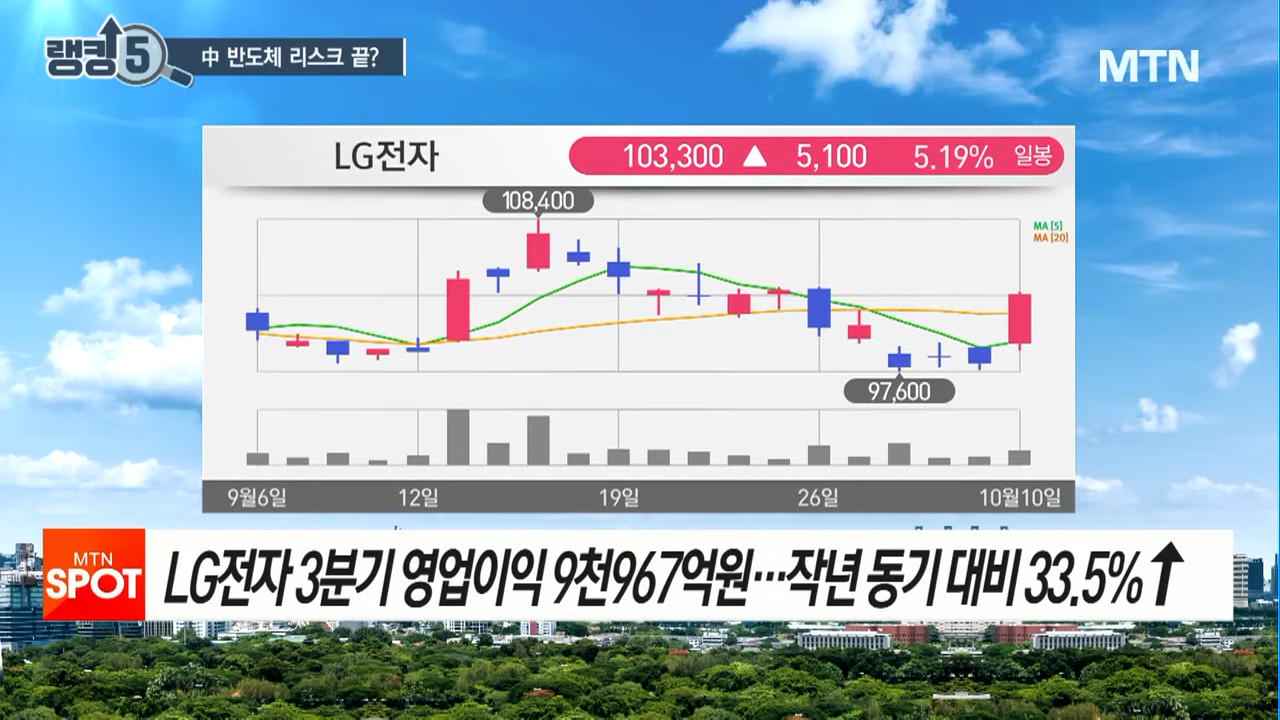 랭킹5
中 반도체 리스크 끝?
MTN
LG전자
103,300 ▲ 5,100 5.19% 일봉
108,400
MA [5]
MA [20]
97,600
9월6일 12일 19일 26일 10월10일
MTN
SPOT
LG전자 3분기 영업이익 9천967억원…작년 동기 대비 33.5%↑